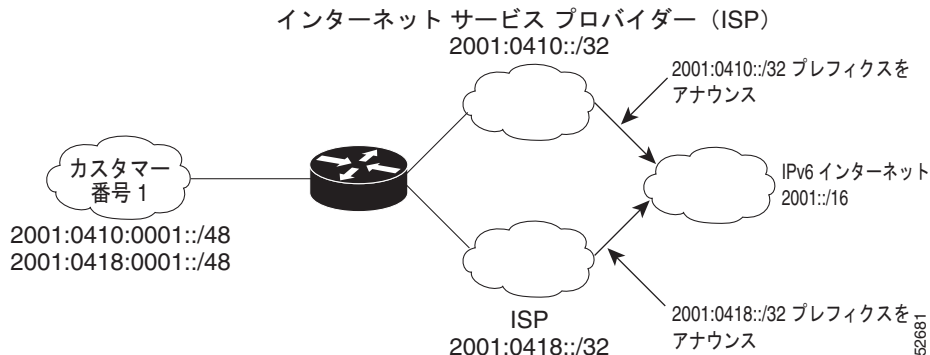 インターネット サービス プロバイダー（ISP）
2001:0410::/32
2001:0410::/32 プレフィクスを
アナウンス
カスタマー
番号 1
2001:0410:0001::/48
2001:0418:0001::/48
IPv6 インターネット
2001::/16
ISP
2001:0418::/32
2001:0418::/32 プレフィクスを
アナウンス
52681